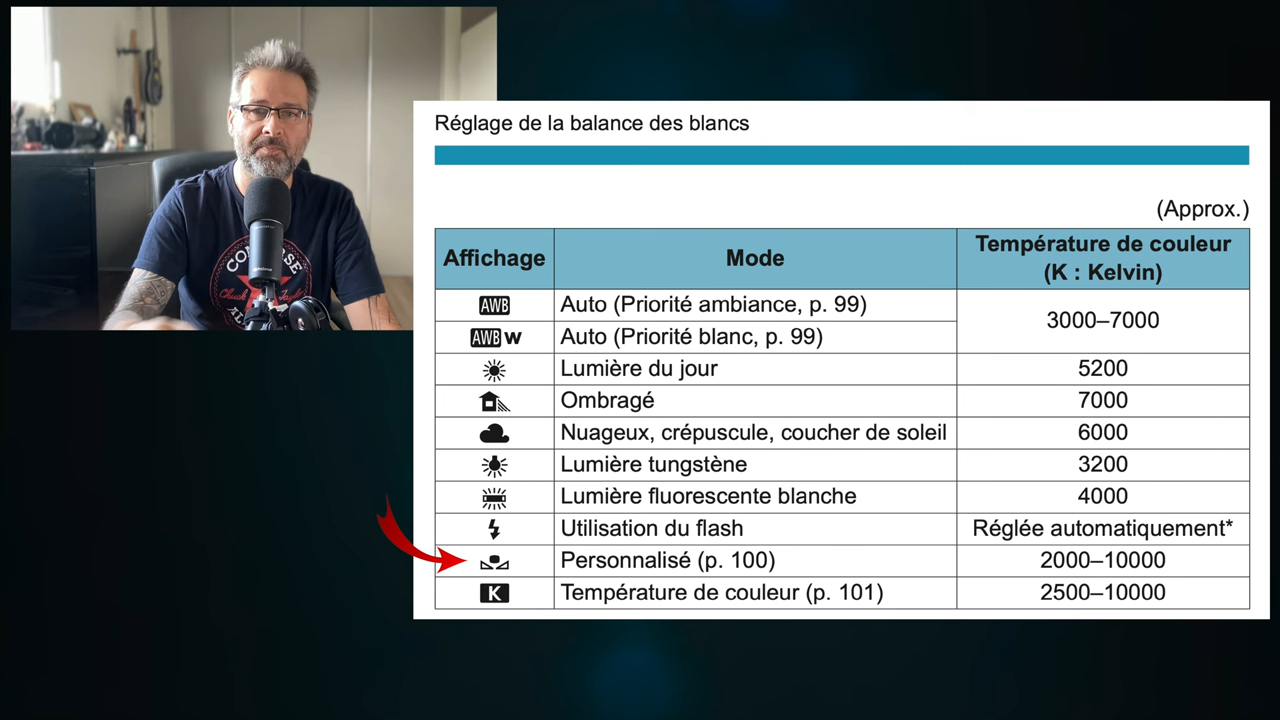 CONVERSE
Chuck Taylor
Réglage de la balance des blancs
(Approx.)
Affichage Mode Température de couleur
(K : Kelvin)
AWB Auto (Priorité ambiance, p. 99) 3000–7000
AWB W Auto (Priorité blanc, p. 99)
Lumière du jour 5200
Ombragé 7000
Nuageux, crépuscule, coucher de soleil 6000
Lumière tungstène 3200
Lumière fluorescente blanche 4000
Utilisation du flash Réglée automatiquement*
Personnalisé (p. 100) 2000–10000
K Température de couleur (p. 101) 2500–10000